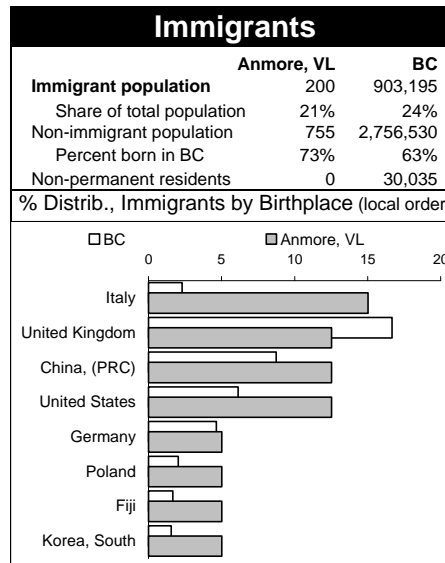 Immigrants
Anmore, VL BC
Immigrant population 200 903,195
Share of total population 21% 24%
Non-immigrant population 755 2,756,530
Percent born in BC 73% 63%
Non-permanent residents 0 30,035
% Distrib., Immigrants by Birthplace (local order
BC Anmore, VL
0 5 10 15 20
Italy
United Kingdom
China, (PRC)
United States
Germany
Poland
Fiji
Korea, South